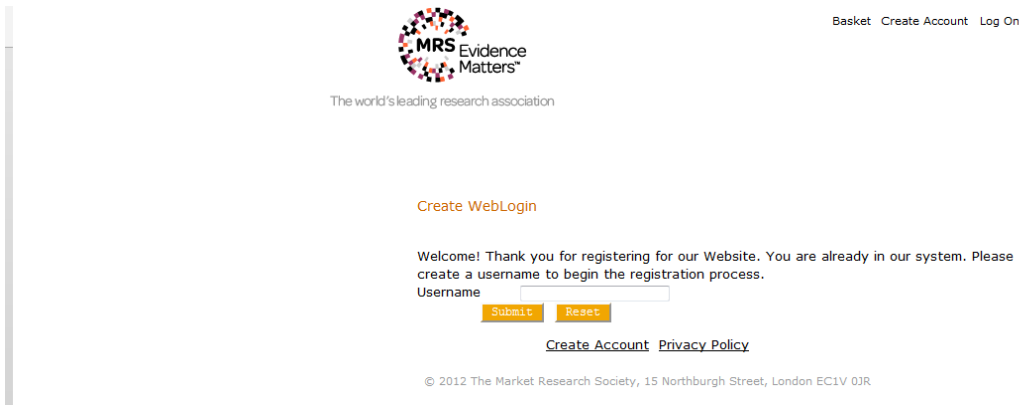 Basket Create Account Log On
MRS Evidence
Matters™
The world's leading research association
Create WebLogin
Welcome! Thank you for registering for our Website. You are already in our system. Please
create a username to begin the registration process.
Username
Submit Reset
Create Account Privacy Policy
© 2012 The Market Research Society, 15 Northburgh Street, London EC1V 0JR